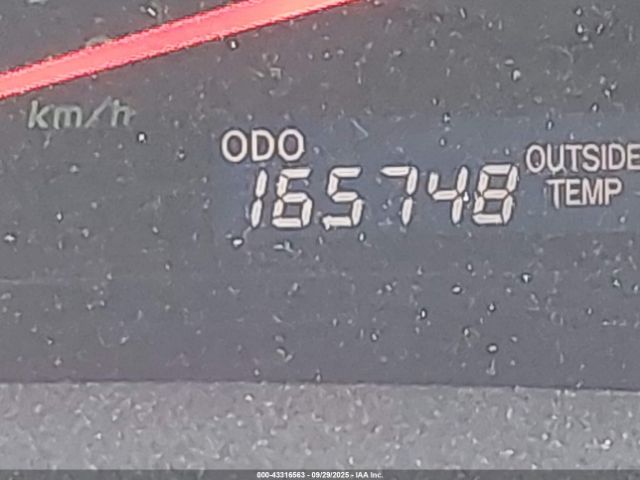 km/h
ODO
165748
OUTSIDE
TEMP
000-43316563 - 09/29/2025 - IAA Inc.